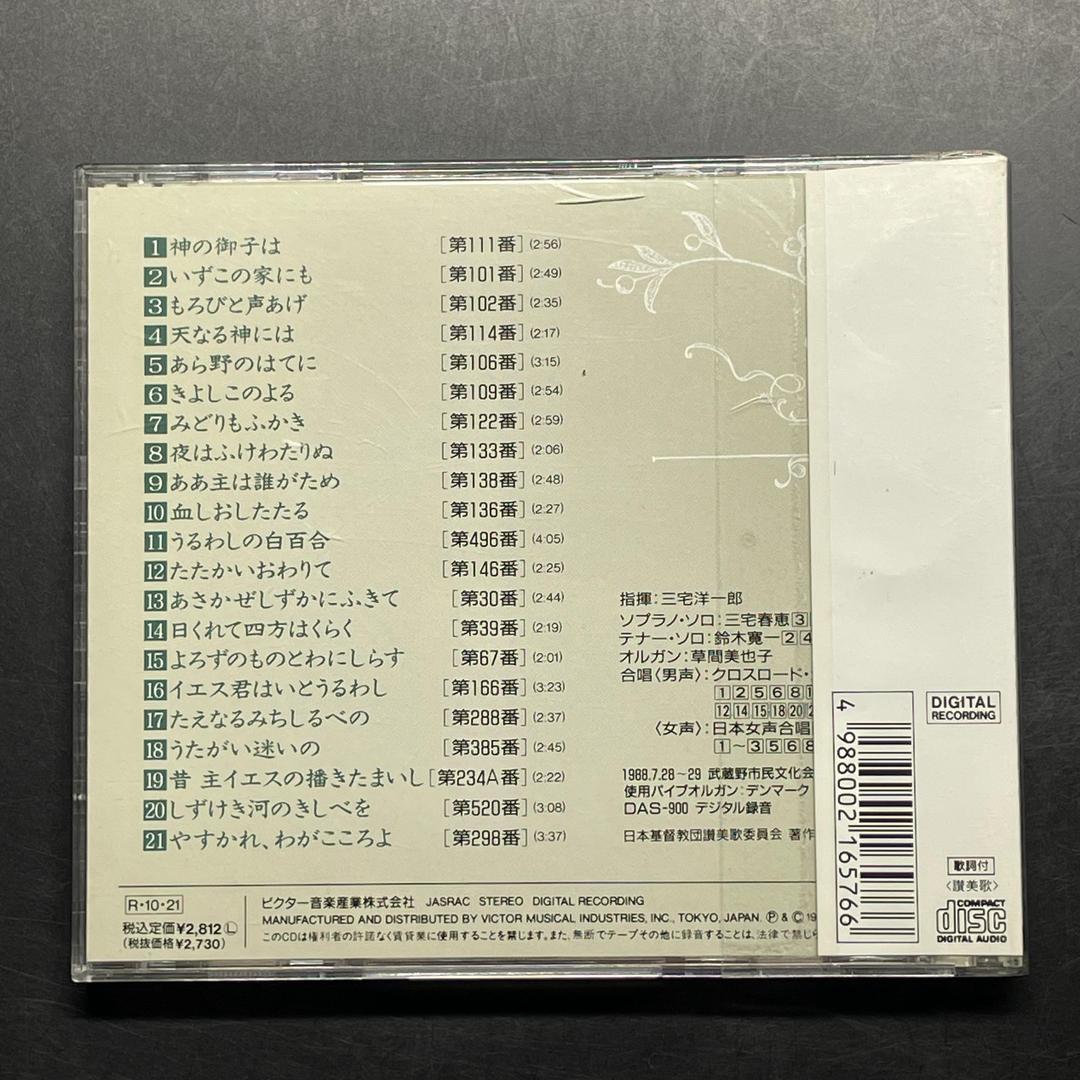 1 神の御子は [第111番] (2:56)
2 いずこの家にも [第101番] (2:49)
3 もろびと声あげ [第102番] (2:35)
4 天なる神には [第114番] (2:17)
5 あら野のはてに [第106番] (3:15)
6 きよしこのよる [第109番] (2:54)
7 みどりもふかき [第122番] (2:59)
8 夜はふけわたりぬ [第133番] (2:06)
9 ああ主は誰がため [第138番] (2:48)
10 血しおしたたる [第136番] (2:27)
11 うるわしの白百合 [第496番] (4:05)
12 たたかいおわりて [第146番] (2:25)
13 あさかぜしずかにふきて [第30番] (2:44)
14 日くれて四方はくらく [第39番] (2:19)
15 よろずのものとわにしらす [第67番] (2:01)
16 イエス君はいとうるわし [第166番] (3:23)
17 たえなるみちしるべの [第288番] (2:37)
18 うたがい迷いの [第385番] (2:45)
19 昔 主イエスの播きたまいし [第234A番] (2:22)
20 しずけき河のきしべを [第520番] (3:08)
21 やすかれ、わがこころよ [第298番] (3:37)
指揮:三宅洋一郎
ソプラノ・ソロ:三宅春恵 3
テナー・ソロ:鈴木寛一 2 4
オルガン:草間美也子
合唱〈男声〉:クロスロード・
1 2 5 6 8 1
12 14 15 18 20 2
〈女声〉:日本女声合唱
1~3 5 6 8
1988.7.28~29 武蔵野市民文化会
使用パイプオルガン:デンマーク
DAS-900 デジタル録音
日本基督教団讃美歌委員会 著作
R・10・21
税込定価¥2,812 L
(税抜価格¥2,730)
ビクター音楽産業株式会社 JASRAC STEREO DIGITAL RECORDING
MANUFACTURED AND DISTRIBUTED BY VICTOR MUSICAL INDUSTRIES, INC., TOKYO, JAPAN. Ⓟ & © 19
このCDは権利者の許諾なく賃貸業に使用することを禁じます。また、無断でテープその他に録音することは、法律で禁じら
4 988002 165766
DIGITAL
RECORDING
歌詞付
〈讃美歌〉
COMPACT
disc
DIGITAL AUDIO